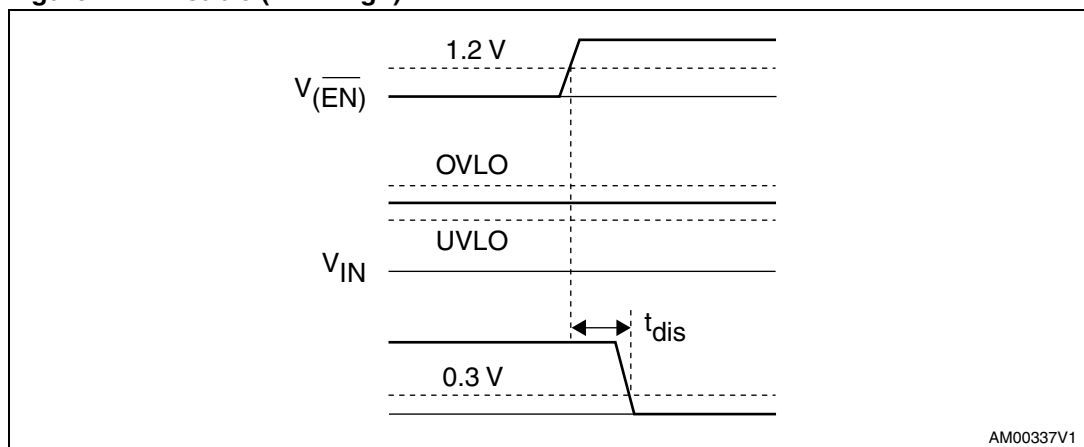 1.2 V
V(EN)
OVLO
UVLO
VIN
tdis
0.3 V
AM00337V1